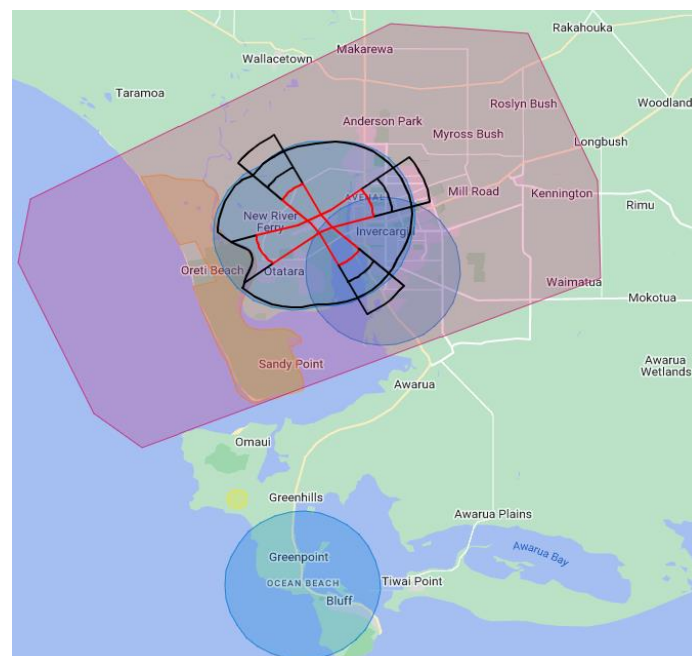 Rakahouka
Makarewa
Wallacetown
Taramoa
Roslyn Bush
Woodland
Anderson Park
Myross Bush
Longbush
Mill Road
Kennington
AVENAL
Rimu
New River
Ferry
Invercargi
Oreti Beach
Otatara
Waimatua
Mokotua
Sandy Point
Awarua
Wetlands
Awarua
Omaui
Greenhills
Awarua Plains
Awarua Bay
Greenpoint
OCEAN BEACH
Tiwai Point
Bluff